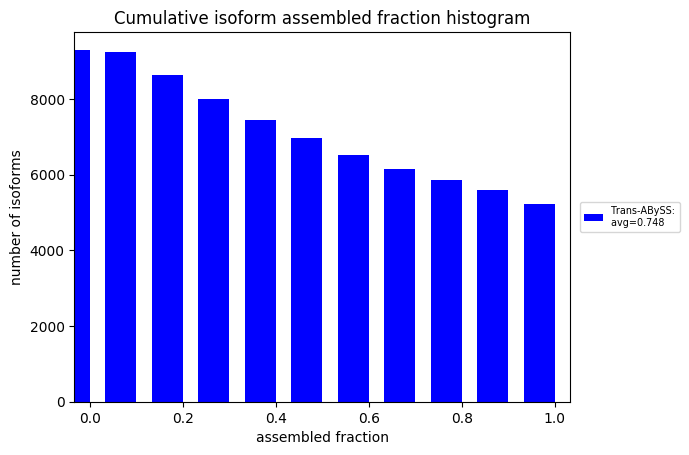 Cumulative isoform assembled fraction histogram
number of isoforms
8000
6000
4000
2000
0
0.0 0.2 0.4 0.6 0.8 1.0
assembled fraction
Trans-ABySS:
avg=0.748